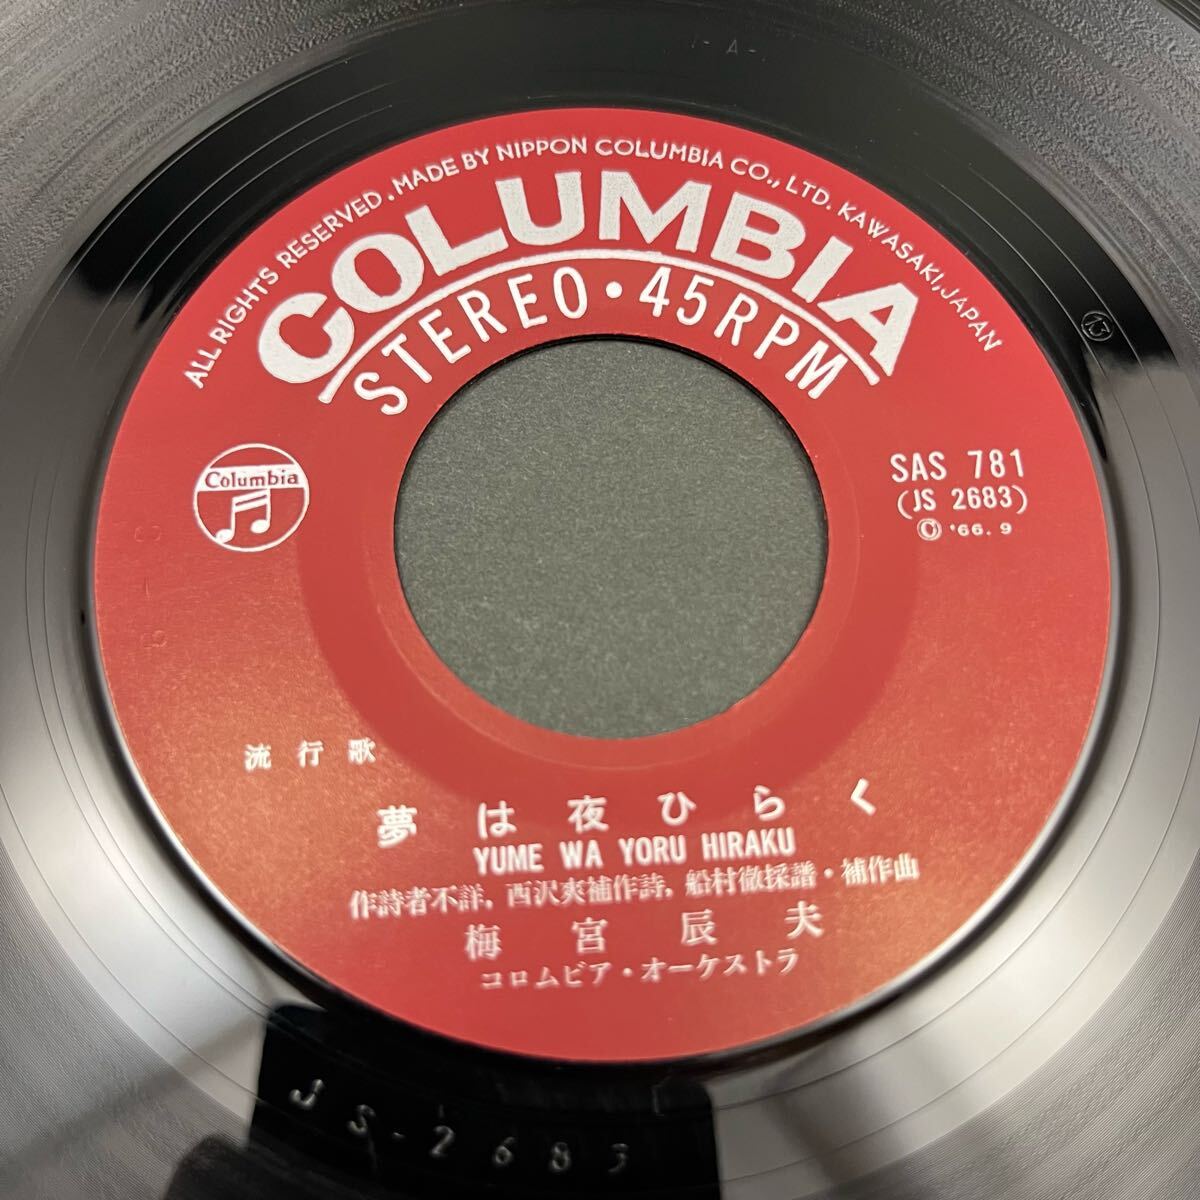 - A -
ALL RIGHTS RESERVED. MADE BY NIPPON COLUMBIA CO., LTD. KAWASAKI, JAPAN
COLUMBIA
STEREO・45RPM
Columbia
SAS 781
(JS 2683)
Ⓒ '66. 9
流行歌
夢は夜ひらく
YUME WA YORU HIRAKU
作詩者不詳, 西沢爽補作詩, 船村徹採譜・補作曲
梅宮辰夫
コロムビア・オーケストラ
JS-2683